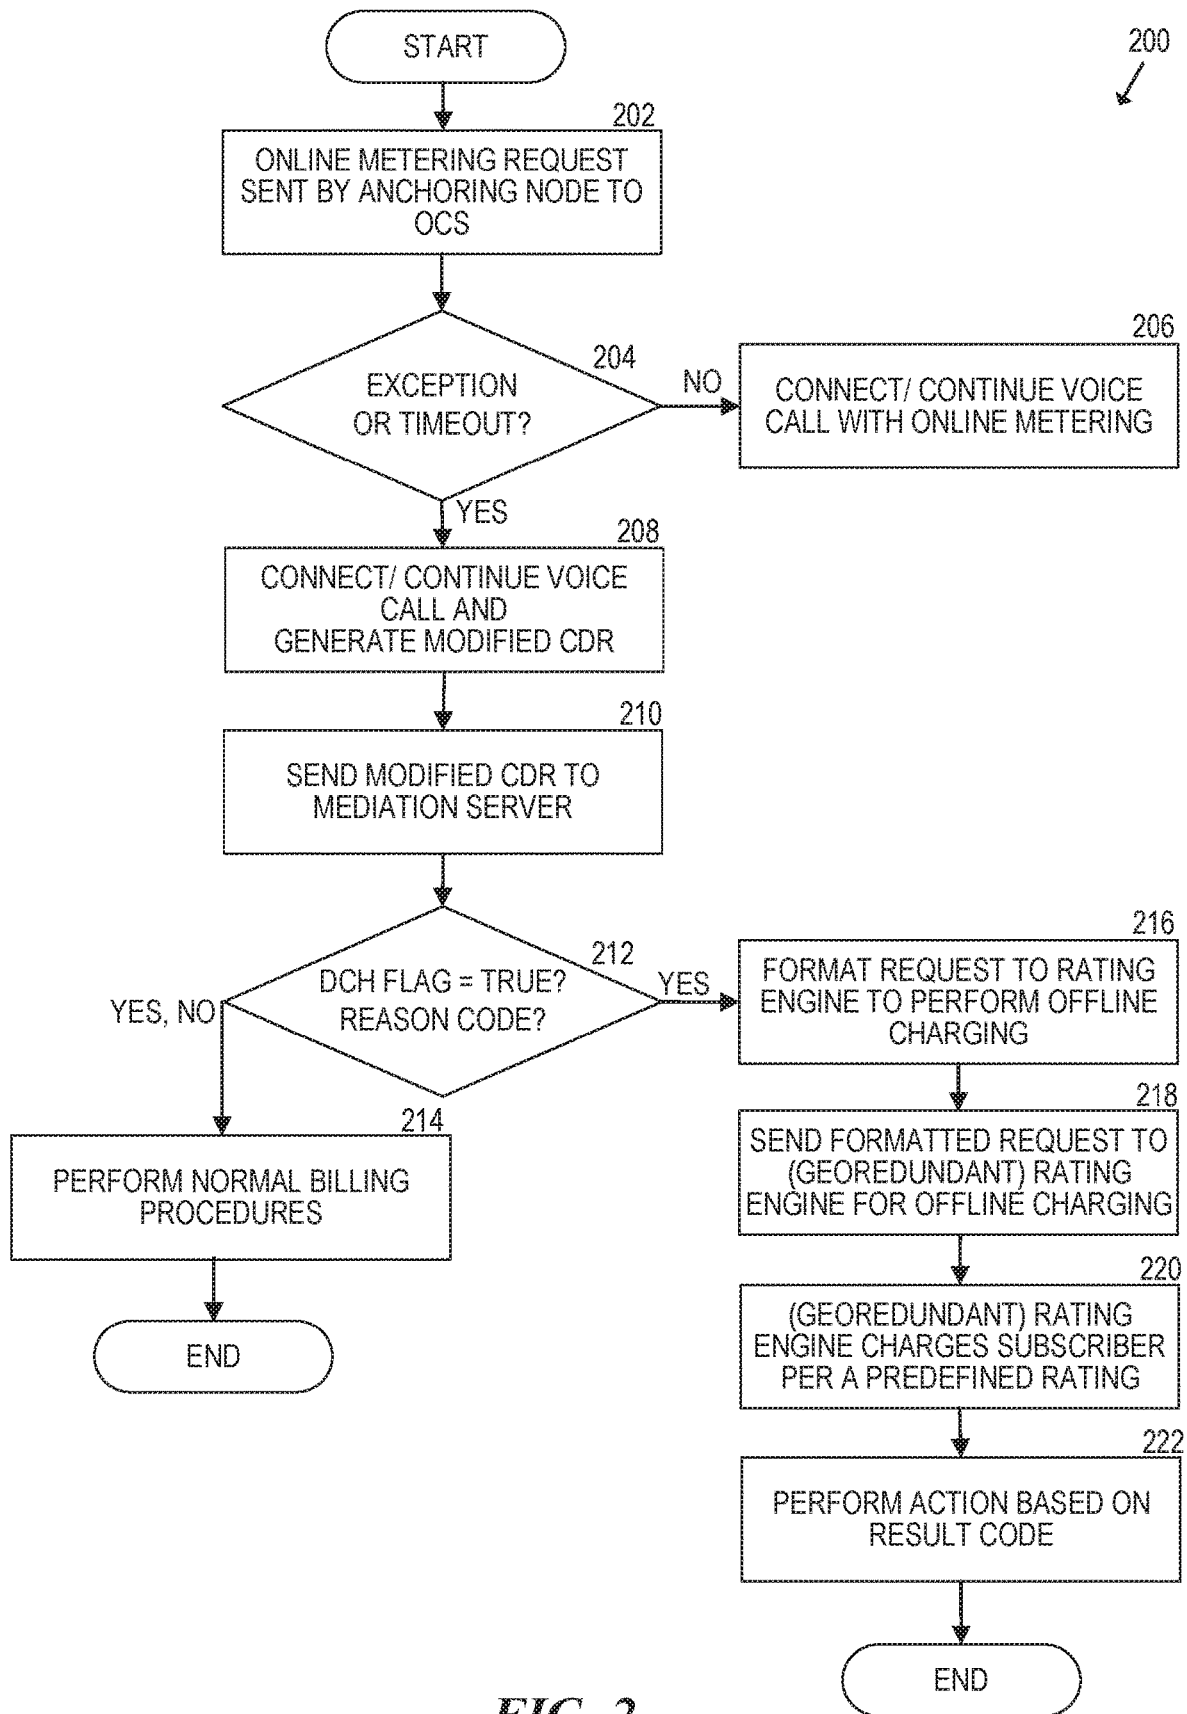 START
200
202
ONLINE METERING REQUEST
SENT BY ANCHORING NODE TO
OCS
204
EXCEPTION
OR TIMEOUT?
NO
206
CONNECT/ CONTINUE VOICE
CALL WITH ONLINE METERING
YES
208
CONNECT/ CONTINUE VOICE
CALL AND
GENERATE MODIFIED CDR
210
SEND MODIFIED CDR TO
MEDIATION SERVER
212
DCH FLAG = TRUE?
REASON CODE?
YES, NO
YES
214
PERFORM NORMAL BILLING
PROCEDURES
END
216
FORMAT REQUEST TO RATING
ENGINE TO PERFORM OFFLINE
CHARGING
218
SEND FORMATTED REQUEST TO
(GEOREDUNDANT) RATING
ENGINE FOR OFFLINE CHARGING
220
(GEOREDUNDANT) RATING
ENGINE CHARGES SUBSCRIBER
PER A PREDEFINED RATING
222
PERFORM ACTION BASED ON
RESULT CODE
END
FIG. 2